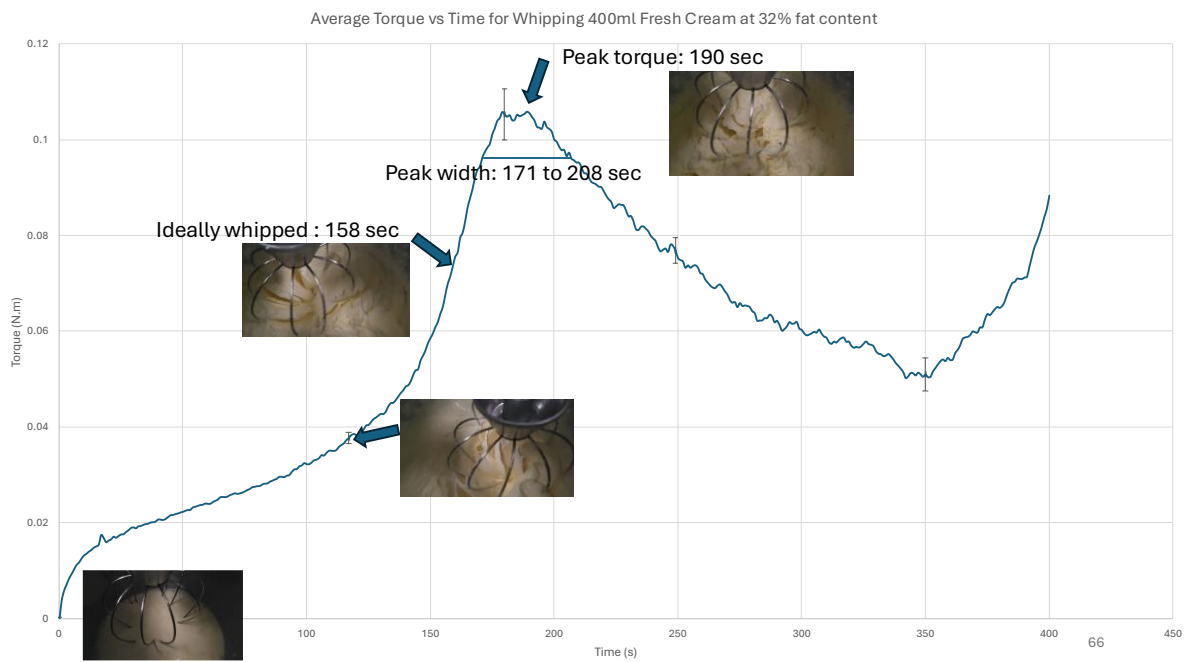 Average Torque vs Time for Whipping 400ml Fresh Cream at 32% fat content
0.12
Peak torque: 190 sec
0.1
Peak width: 171 to 208 sec
Ideally whipped : 158 sec
0.08
Torque (N.m)
0.06
0.04
0.02
0
0
100
150
200
250
300
350
400
450
Time (s)
66